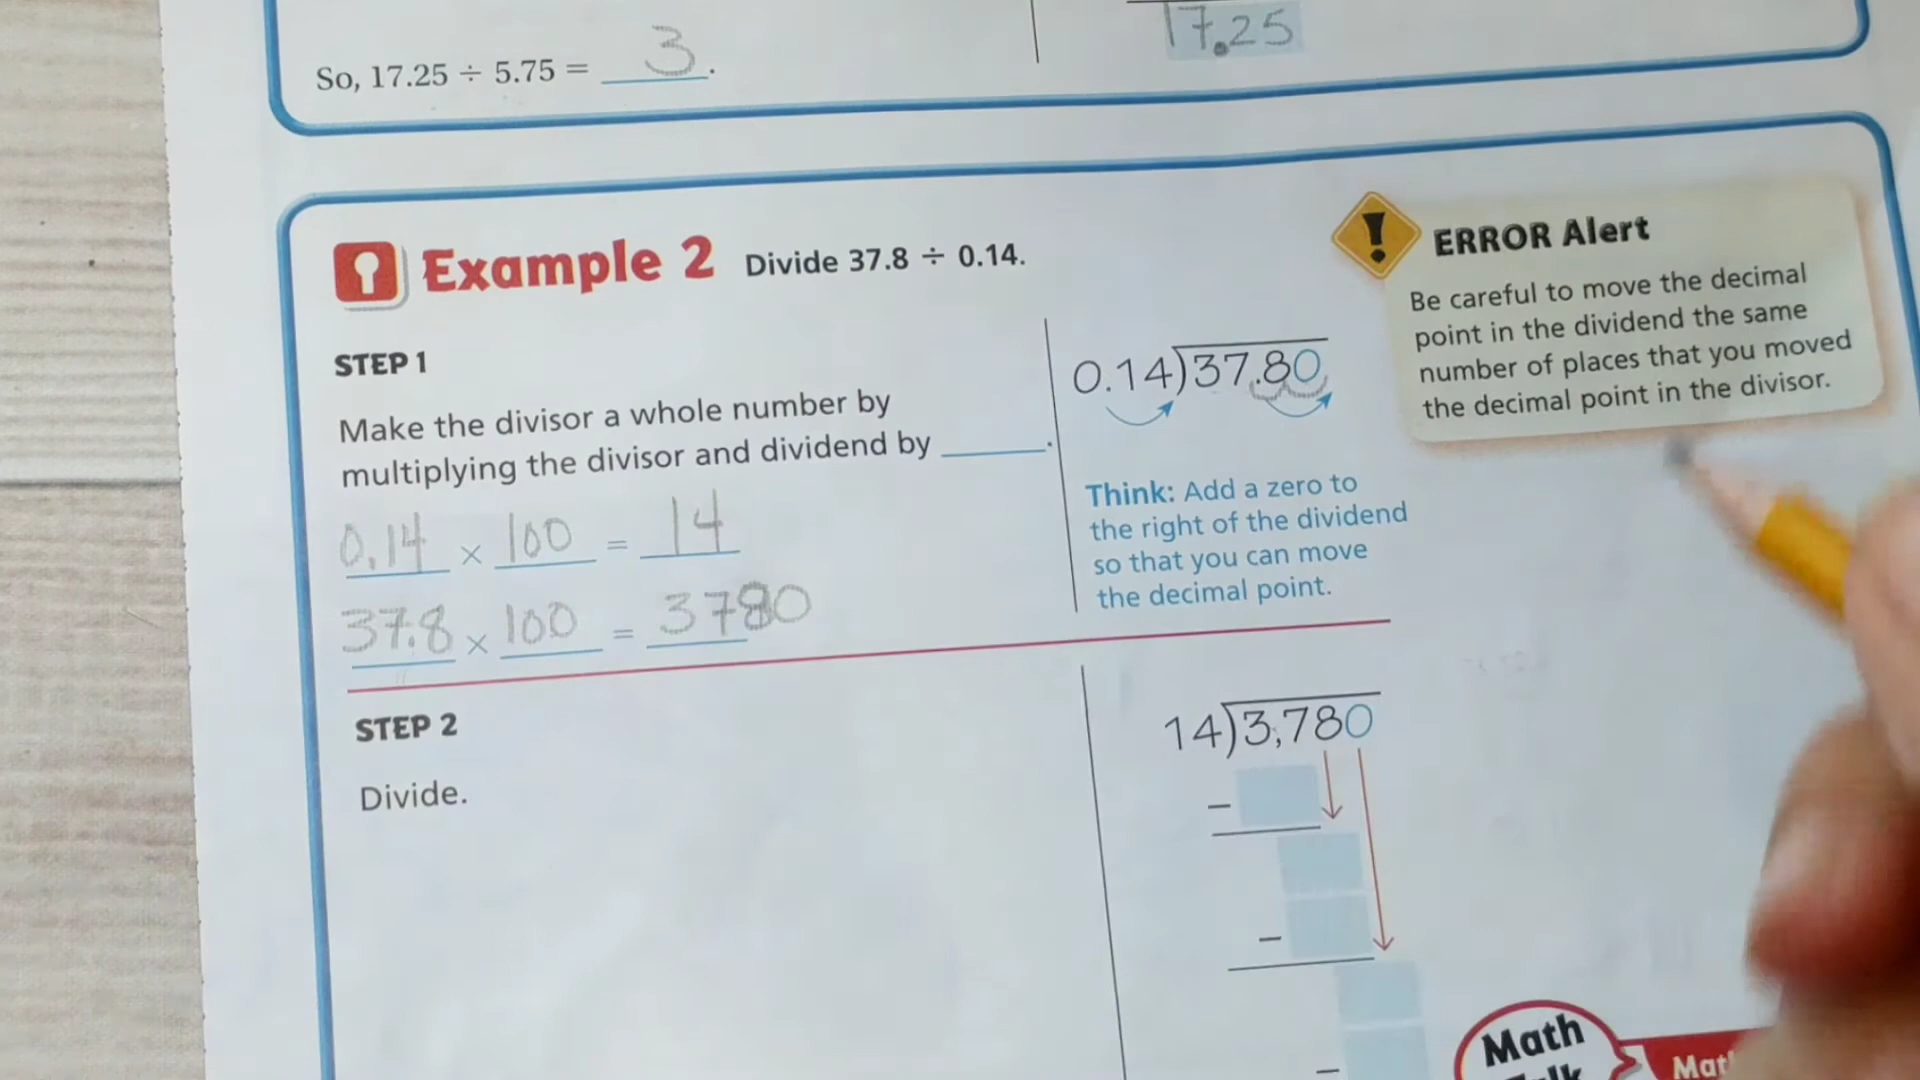 17.25
So, 17.25 ÷ 5.75 = 3.
Example 2 Divide 37.8 ÷ 0.14.
STEP 1
Make the divisor a whole number by
multiplying the divisor and dividend by ______.
0.14 × 100 = 14
37.8 × 100 = 3780
0.14)37.80
Think: Add a zero to
the right of the dividend
so that you can move
the decimal point.
! ERROR Alert
Be careful to move the decimal
point in the dividend the same
number of places that you moved
the decimal point in the divisor.
STEP 2
Divide.
14)3,780
−
−
−
Math